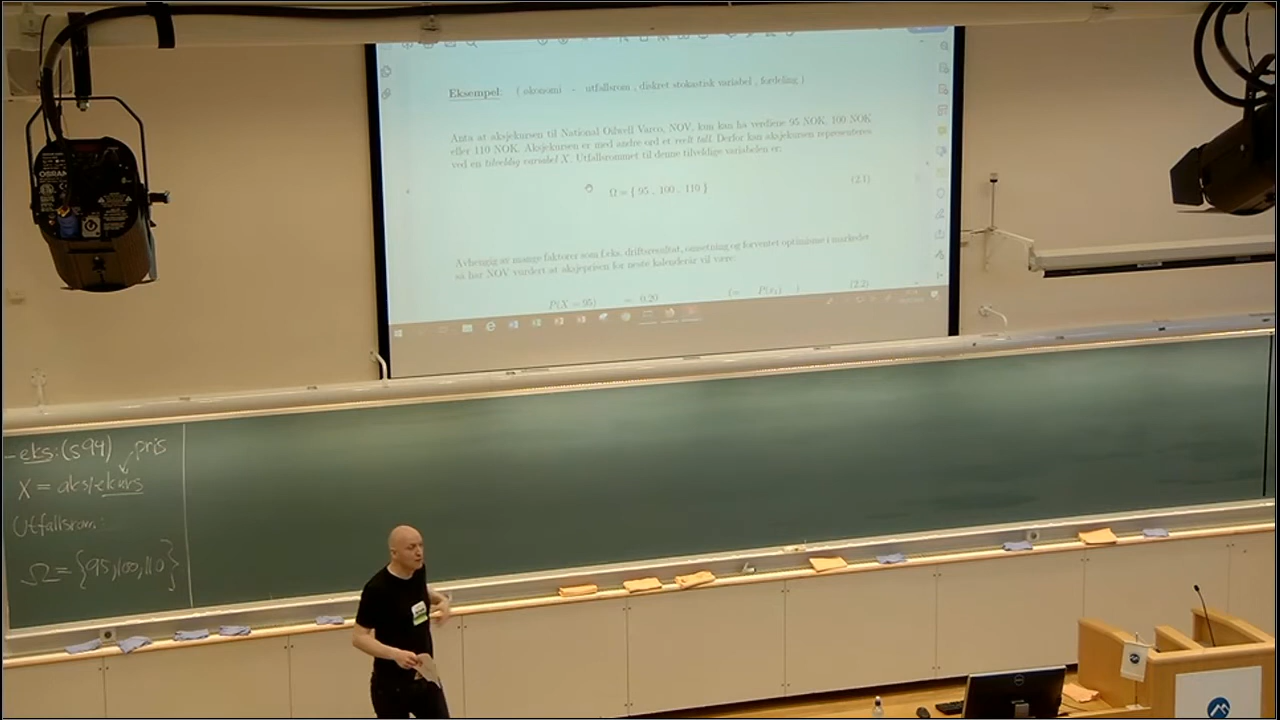 Eksempel: ( økonomi - utfallsrom , diskret stokastisk variabel , fordeling )
Anta at aksjekursen til National Oilwell Varco, NOV, kun kan ha verdiene 95 NOK, 100 NOK
eller 110 NOK. Aksjekursen er med andre ord et reelt tall. Derfor kan aksjekursen representeres
ved en tilfeldig variabel X. Utfallsrommet til denne tilfeldige variabelen er:
Ω = { 95 , 100 , 110 } (2.1)
Avhengig av mange faktorer som f.eks. driftsresultat, omsetning og forventet optimisme i markedet
så har NOV vurdert at aksjeprisen for neste kalenderår vil være:
P(X = 95) = 0.20 (= P(x₁) ) (2.2)
- eks: (s 94) pris
X = aksjekurs
Utfallsrom:
Ω = {95,100,110}
OSRAM
DELL